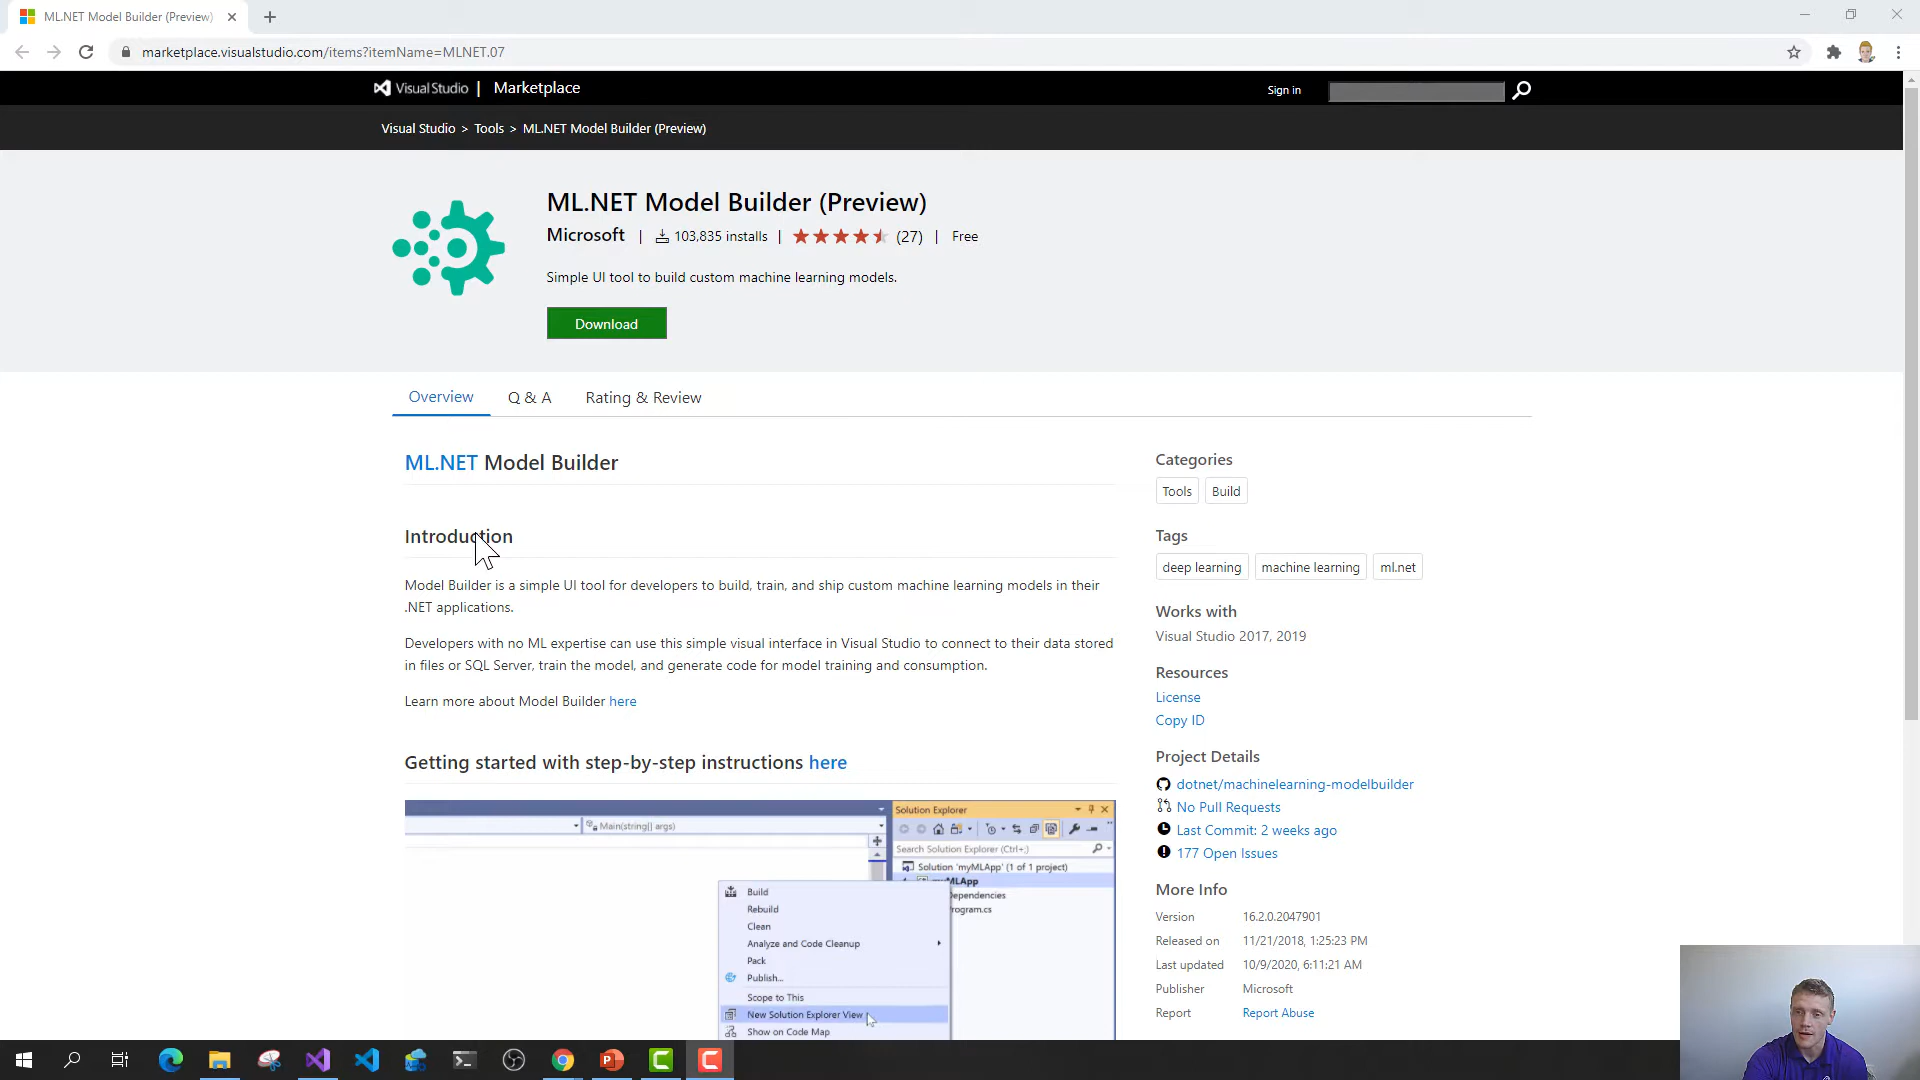 ML.NET Model Builder (Preview)
marketplace.visualstudio.com/items?itemName=MLNET.07
Visual Studio | Marketplace
Sign in
Visual Studio > Tools > ML.NET Model Builder (Preview)
ML.NET Model Builder (Preview)
Microsoft | 103,835 installs | (27) | Free
Simple UI tool to build custom machine learning models.
Download
Overview Q & A Rating & Review
ML.NET Model Builder
Introduction
Model Builder is a simple UI tool for developers to build, train, and ship custom machine learning models in their
.NET applications.
Developers with no ML expertise can use this simple visual interface in Visual Studio to connect to their data stored
in files or SQL Server, train the model, and generate code for model training and consumption.
Learn more about Model Builder here
Getting started with step-by-step instructions here
Main(string[] args)
Solution Explorer
Search Solution Explorer (Ctrl+;)
Solution 'myMLApp' (1 of 1 project)
myMLApp
Dependencies
Program.cs
Build
Rebuild
Clean
Analyze and Code Cleanup
Pack
Publish...
Scope to This
New Solution Explorer View
Show on Code Map
Categories
Tools Build
Tags
deep learning machine learning ml.net
Works with
Visual Studio 2017, 2019
Resources
License
Copy ID
Project Details
dotnet/machinelearning-modelbuilder
No Pull Requests
Last Commit: 2 weeks ago
177 Open Issues
More Info
Version 16.2.0.2047901
Released on 11/21/2018, 1:25:23 PM
Last updated 10/9/2020, 6:11:21 AM
Publisher Microsoft
Report Report Abuse